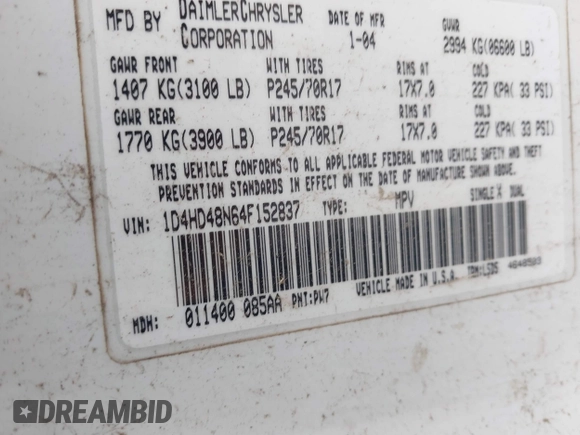 MFD BY DAIMLERCHRYSLER CORPORATION DATE OF MFR 1-04 GVWR 2994 KG(06600 LB)
GAWR FRONT WITH TIRES RIMS AT COLD
1407 KG(3100 LB) P245/70R17 17X7.0 227 KPA( 33 PSI)
GAWR REAR WITH TIRES RIMS AT COLD
1770 KG(3900 LB) P245/70R17 17X7.0 227 KPA( 33 PSI)
THIS VEHICLE CONFORMS TO ALL APPLICABLE FEDERAL MOTOR VEHICLE SAFETY AND THEFT
PREVENTION STANDARDS IN EFFECT ON THE DATE OF MANUFACTURE SHOWN ABOVE.
VIN: 1D4HD48N64F152837 TYPE: MPV SINGLE X DUAL
MDH: 011400 085AA PNT:PW7 VEHICLE MADE IN U.S.A.
DREAMBID